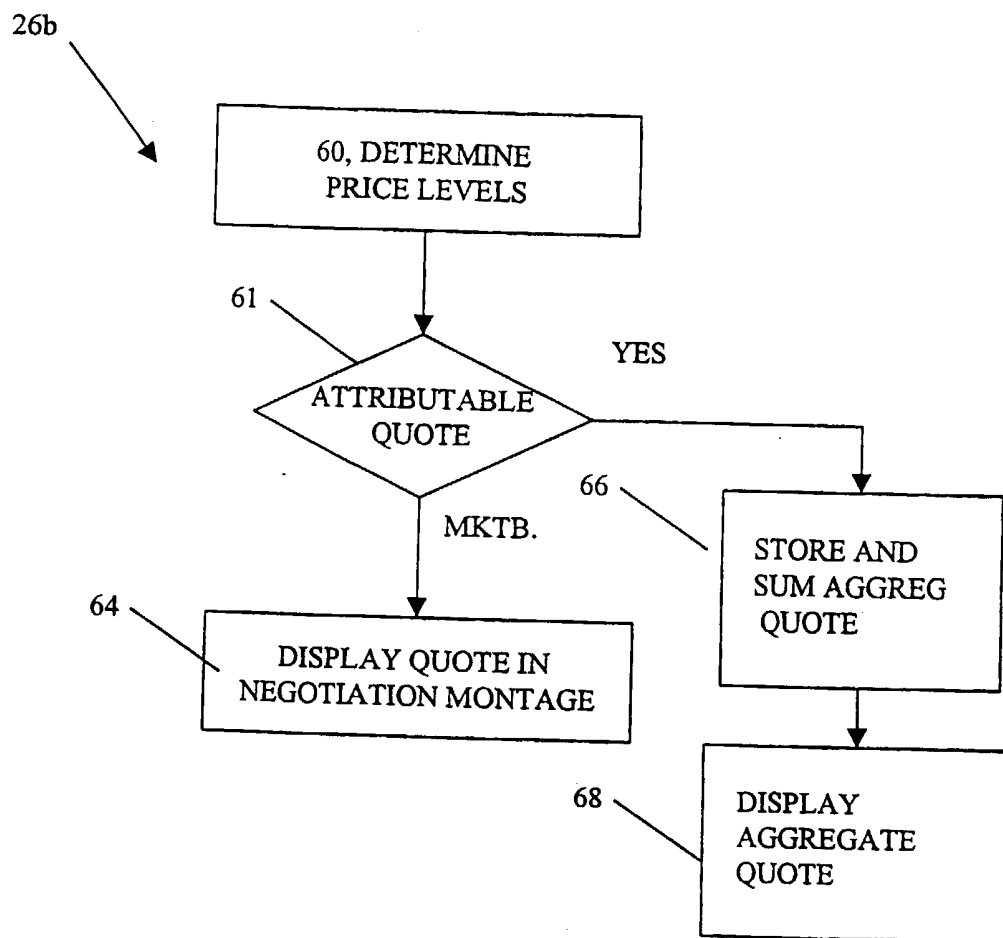 26b
60, DETERMINE
PRICE LEVELS
61
YES
ATTRIBUTABLE
QUOTE
66
MKTB.
STORE AND
SUM AGGREG
QUOTE
64
DISPLAY QUOTE IN
NEGOTIATION MONTAGE
68
DISPLAY
AGGREGATE
QUOTE